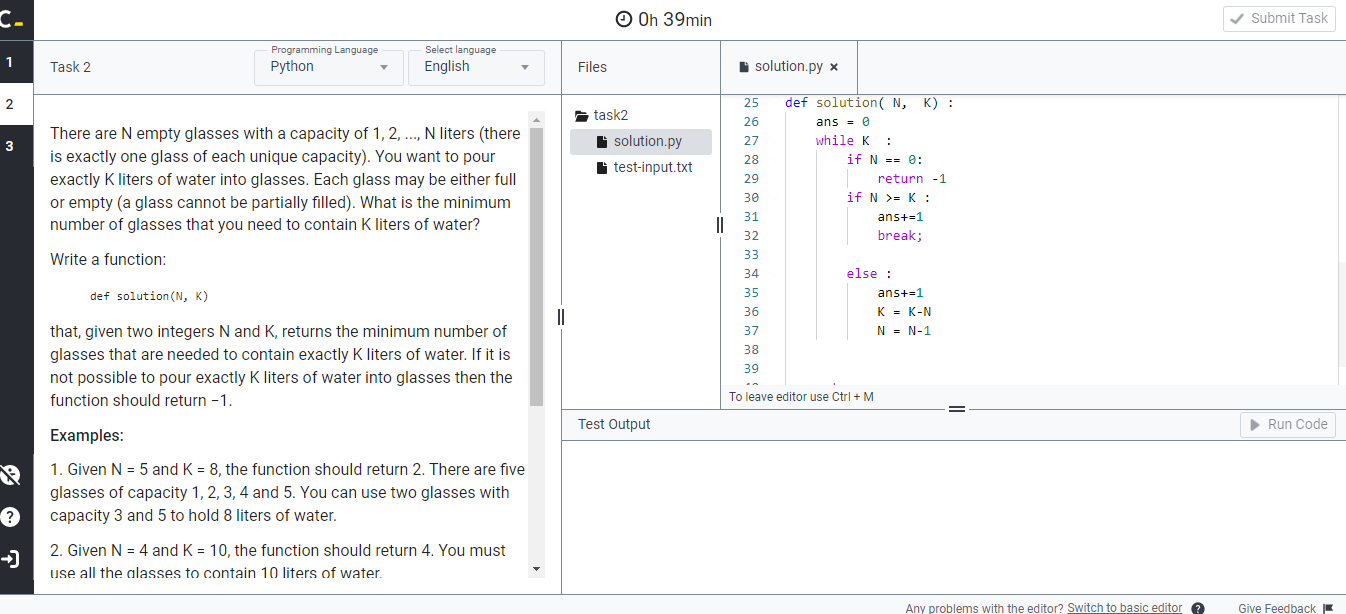 C_
0h 39min
Submit Task
1
2
3
Task 2
Programming Language
Python
Select language
English
There are N empty glasses with a capacity of 1, 2, ..., N liters (there
is exactly one glass of each unique capacity). You want to pour
exactly K liters of water into glasses. Each glass may be either full
or empty (a glass cannot be partially filled). What is the minimum
number of glasses that you need to contain K liters of water?
Write a function:
def solution(N, K)
that, given two integers N and K, returns the minimum number of
glasses that are needed to contain exactly K liters of water. If it is
not possible to pour exactly K liters of water into glasses then the
function should return −1.
Examples:
1. Given N = 5 and K = 8, the function should return 2. There are five
glasses of capacity 1, 2, 3, 4 and 5. You can use two glasses with
capacity 3 and 5 to hold 8 liters of water.
2. Given N = 4 and K = 10, the function should return 4. You must
use all the glasses to contain 10 liters of water.
Files
task2
solution.py
test-input.txt
solution.py ×
25 def solution( N,  K) :
26     ans = 0
27     while K  :
28         if N == 0:
29             return -1
30         if N >= K :
31             ans+=1
32             break;
33
34         else :
35             ans+=1
36             K = K-N
37             N = N-1
38
39
To leave editor use Ctrl + M
Test Output
Run Code
Any problems with the editor? Switch to basic editor ?
Give Feedback